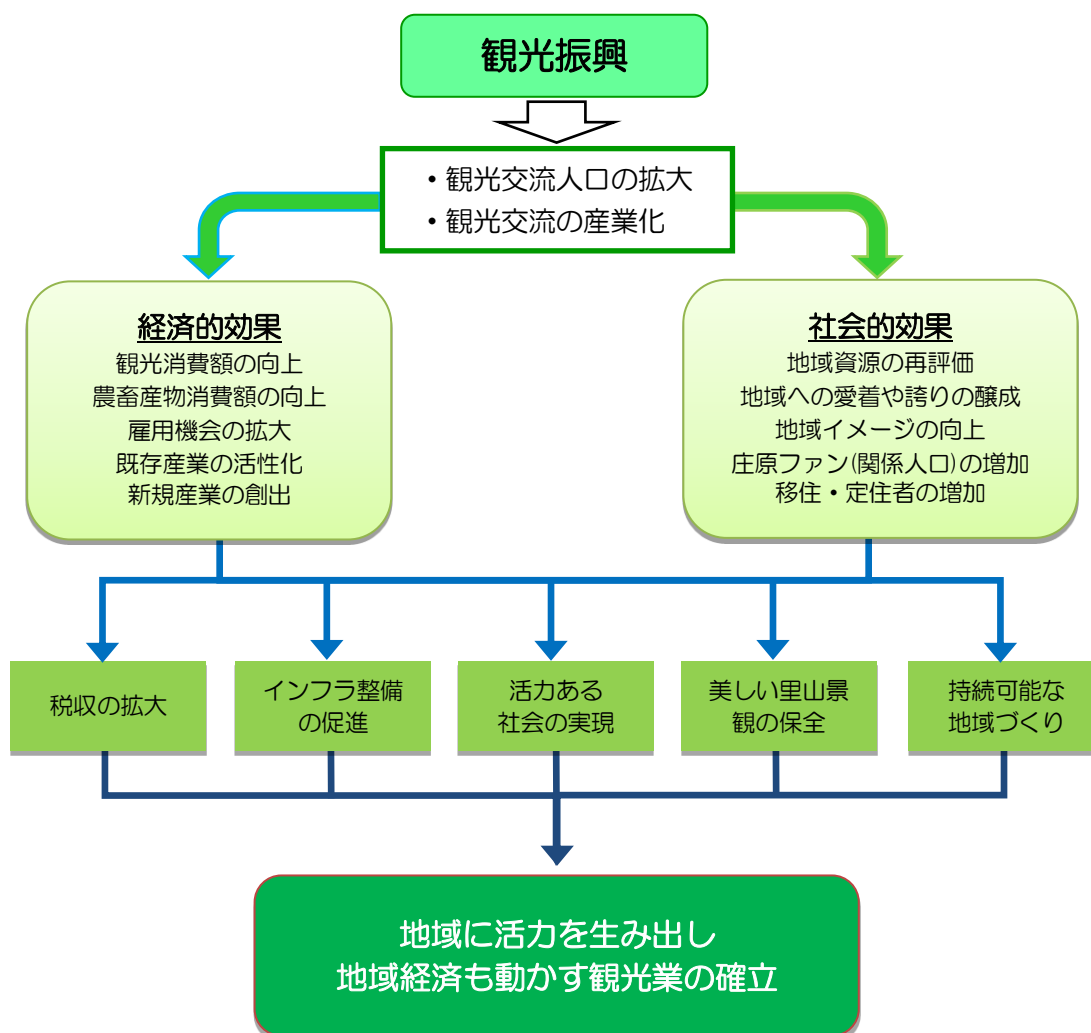 観光振興
・観光交流人口の拡大
・観光交流の産業化
経済的効果
観光消費額の向上
農畜産物消費額の向上
雇用機会の拡大
既存産業の活性化
新規産業の創出
社会的効果
地域資源の再評価
地域への愛着や誇りの醸成
地域イメージの向上
庄原ファン(関係人口)の増加
移住・定住者の増加
税収の拡大
インフラ整備
の促進
活力ある
社会の実現
美しい里山景
観の保全
持続可能な
地域づくり
地域に活力を生み出し
地域経済も動かす観光業の確立